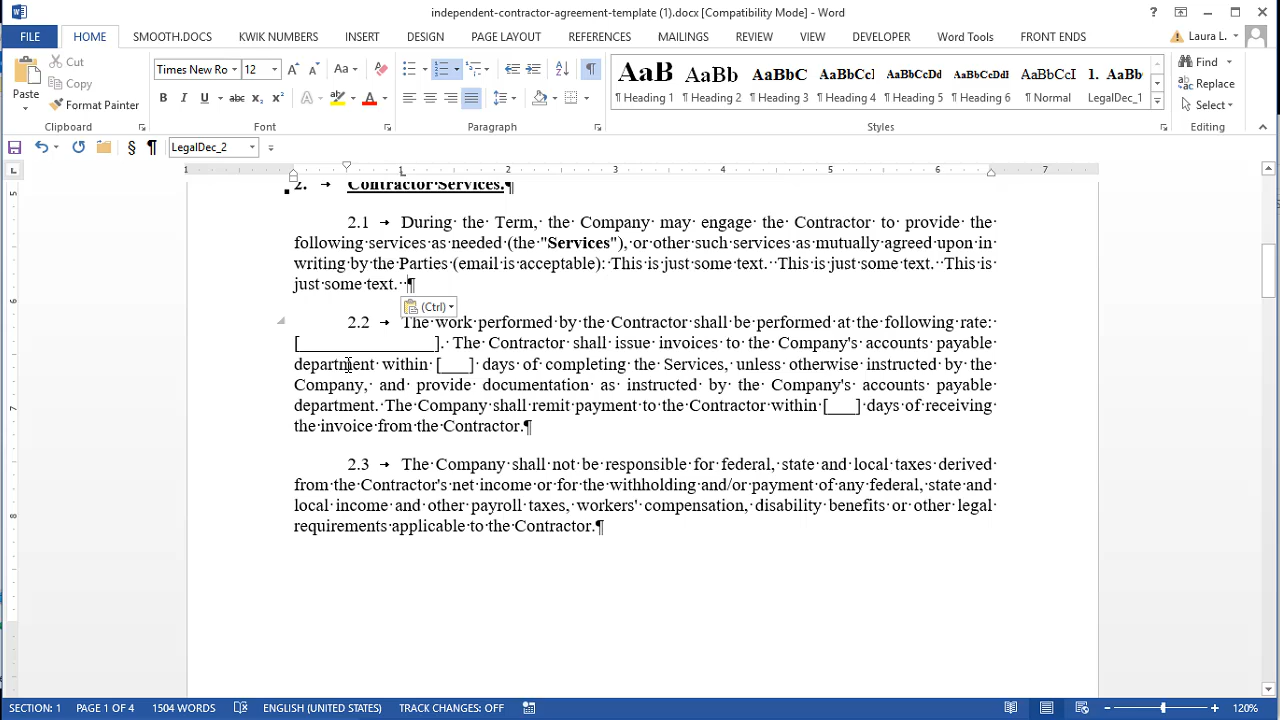 independent-contractor-agreement-template (1).docx [Compatibility Mode] - Word
FILE HOME SMOOTH.DOCS KWIK NUMBERS INSERT DESIGN PAGE LAYOUT REFERENCES MAILINGS REVIEW VIEW DEVELOPER Word Tools FRONT ENDS Laura L.
Paste Cut Copy Format Painter
Times New Ro 12
AaB AaBb AaBbC AaBbCcI AaBbCcDd AaBbCcDd AaBbCcI 1. AaBb
¶ Heading 1 ¶ Heading 2 ¶ Heading 3 ¶ Heading 4 ¶ Heading 5 ¶ Heading 6 ¶ Normal LegalDec_1
Find Replace Select
Clipboard Font Paragraph Styles Editing
§ ¶ LegalDec_2
1 1 2 3 4 5 6 7
2. → Contractor·Services.¶
2.1 → During the Term, the Company may engage the Contractor to provide the
following services as needed (the "Services"), or other such services as mutually agreed upon in
writing by the Parties (email is acceptable): This is just some text. This is just some text. This is
just some text. ¶
(Ctrl)
2.2 → The work performed by the Contractor shall be performed at the following rate:
[_______________]. The Contractor shall issue invoices to the Company's accounts payable
department within [___] days of completing the Services, unless otherwise instructed by the
Company, and provide documentation as instructed by the Company's accounts payable
department. The Company shall remit payment to the Contractor within [___] days of receiving
the invoice from the Contractor.¶
2.3 → The Company shall not be responsible for federal, state and local taxes derived
from the Contractor's net income or for the withholding and/or payment of any federal, state and
local income and other payroll taxes, workers' compensation, disability benefits or other legal
requirements applicable to the Contractor.¶
SECTION: 1 PAGE 1 OF 4 1504 WORDS ENGLISH (UNITED STATES) TRACK CHANGES: OFF 120%